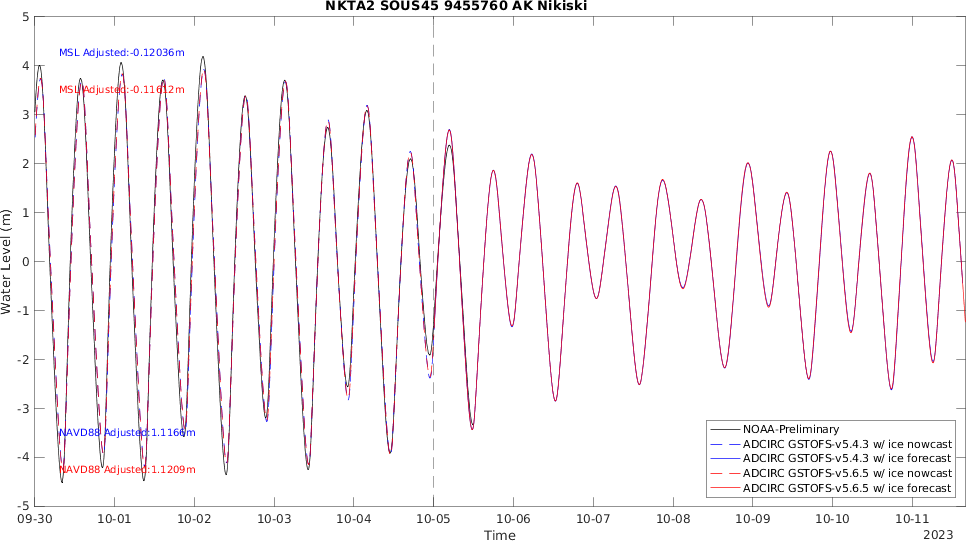 NKTA2 SOUS45 9455760 AK Nikiski
5
4
3
2
1
0
-1
-2
-3
-4
-5
Water Level (m)
MSL Adjusted:-0.12036m
MSL Adjusted:-0.11612m
NAVD88 Adjusted:1.1166m
NAVD88 Adjusted:1.1209m
NOAA-Preliminary
ADCIRC GSTOFS-v5.4.3 w/ ice nowcast
ADCIRC GSTOFS-v5.4.3 w/ ice forecast
ADCIRC GSTOFS-v5.6.5 w/ ice nowcast
ADCIRC GSTOFS-v5.6.5 w/ ice forecast
09-30 10-01 10-02 10-03 10-04 10-05 10-06 10-07 10-08 10-09 10-10 10-11
Time
2023